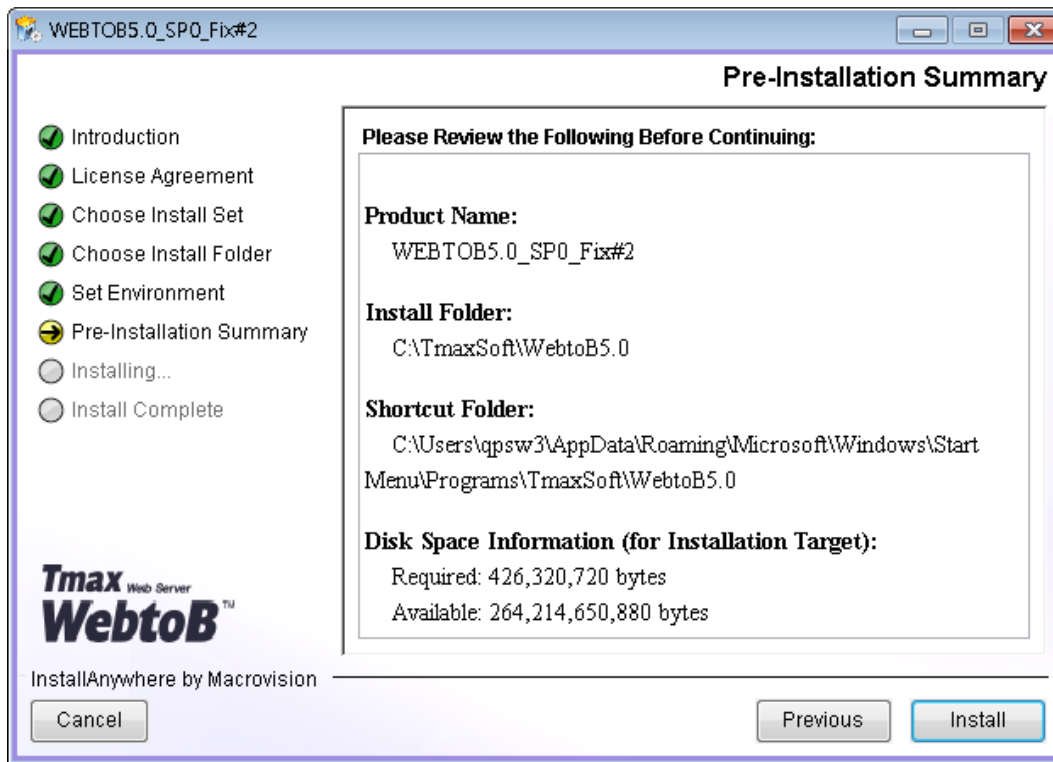 WEBTOB5.0_SP0_Fix#2
Pre-Installation Summary
Introduction
License Agreement
Choose Install Set
Choose Install Folder
Set Environment
Pre-Installation Summary
Installing...
Install Complete
Please Review the Following Before Continuing:
Product Name:
WEBTOB5.0_SP0_Fix#2
Install Folder:
C:\TmaxSoft\WebtoB5.0
Shortcut Folder:
C:\Users\qpsw3\AppData\Roaming\Microsoft\Windows\Start
Menu\Programs\TmaxSoft\WebtoB5.0
Disk Space Information (for Installation Target):
Required: 426,320,720 bytes
Available: 264,214,650,880 bytes
Tmax Web Server
WebtoB™
InstallAnywhere by Macrovision
Cancel
Previous
Install